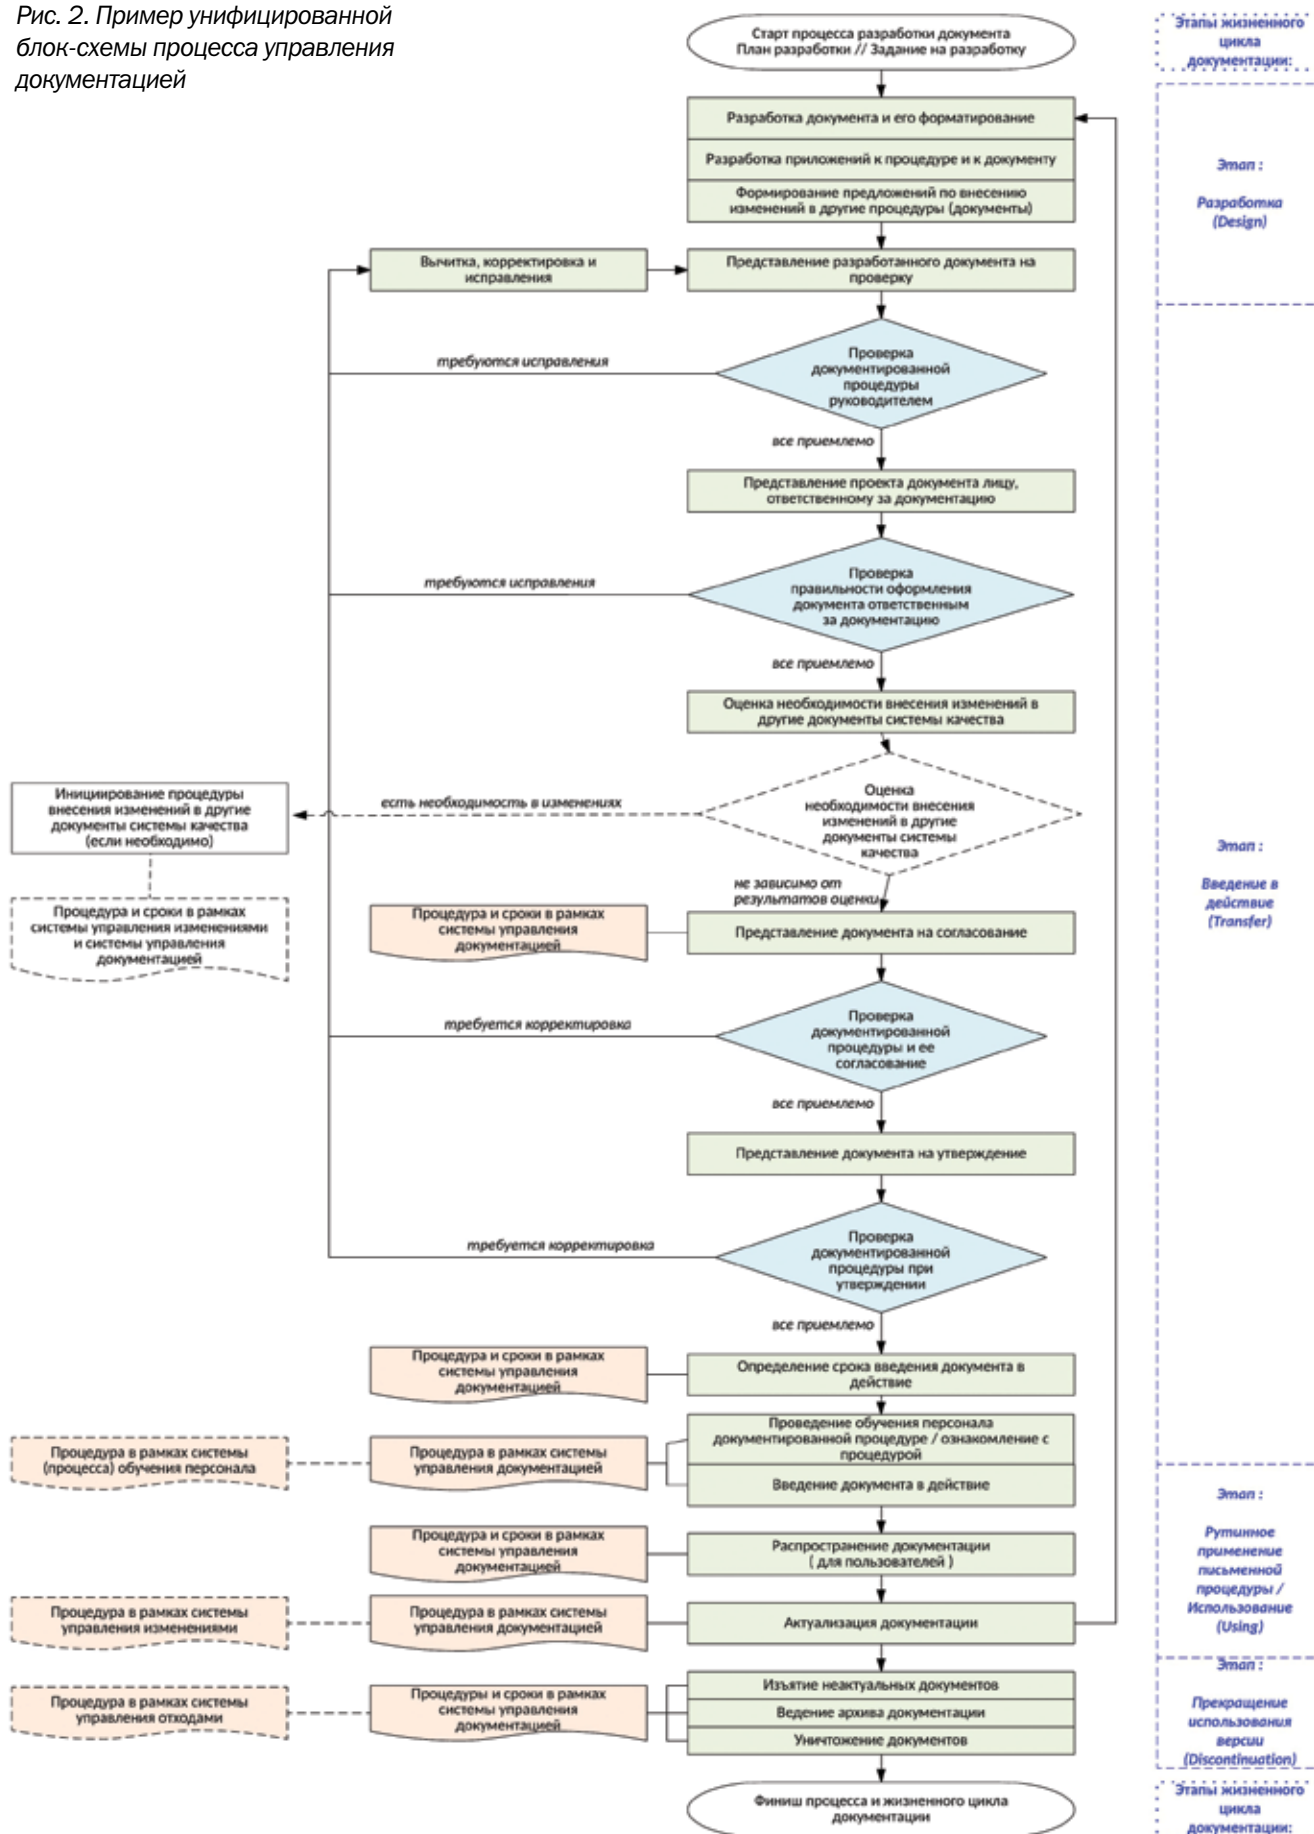 Рис. 2. Пример унифицированной
блок-схемы процесса управления
документацией
Старт процесса разработки документа
План разработки // Задание на разработку
Этапы жизненного
цикла
документации:
Разработка документа и его форматирование
Разработка приложений к процедуре и к документу
Формирование предложений по внесению
изменений в другие процедуры (документы)
Этап :
Разработка
(Design)
Вычитка, корректировка и
исправления
Представление разработанного документа на
проверку
требуются исправления
Проверка
документированной
процедуры
руководителем
все приемлемо
Представление проекта документа лицу,
ответственному за документацию
требуются исправления
Проверка
правильности оформления
документа ответственным
за документацию
все приемлемо
Оценка необходимости внесения изменений в
другие документы системы качества
Инициирование процедуры
внесения изменений в другие
документы системы качества
(если необходимо)
есть необходимость в изменениях
Оценка
необходимости внесения
изменений в другие
документы системы
качества
Этап :
Введение в
действие
(Transfer)
не зависимо от
результатов оценки
Процедура и сроки в рамках
системы управления изменениями
и системы управления
документацией
Процедура и сроки в рамках
системы управления
документацией
Представление документа на согласование
требуется корректировка
Проверка
документированной
процедуры и ее
согласование
все приемлемо
Представление документа на утверждение
требуется корректировка
Проверка
документированной
процедуры при
утверждении
все приемлемо
Процедура и сроки в рамках
системы управления
документацией
Определение срока введения документа в
действие
Процедура в рамках системы
(процесса) обучения персонала
Процедура в рамках системы
управления документацией
Проведение обучения персонала
документированной процедуре / ознакомление с
процедурой
Введение документа в действие
Этап :
Рутинное
применение
письменной
процедуры /
Использование
(Using)
Процедура и сроки в рамках
системы управления
документацией
Распространение документации
( для пользователей )
Процедура в рамках системы
управления изменениями
Процедура в рамках системы
управления документацией
Актуализация документации
Этап :
Прекращение
использования
версии
(Discontinuation)
Процедура в рамках системы
управления отходами
Процедуры и сроки в рамках
системы управления
документацией
Изъятие неактуальных документов
Ведение архива документации
Уничтожение документов
Финиш процесса и жизненного цикла
документации
Этапы жизненного
цикла
документации: